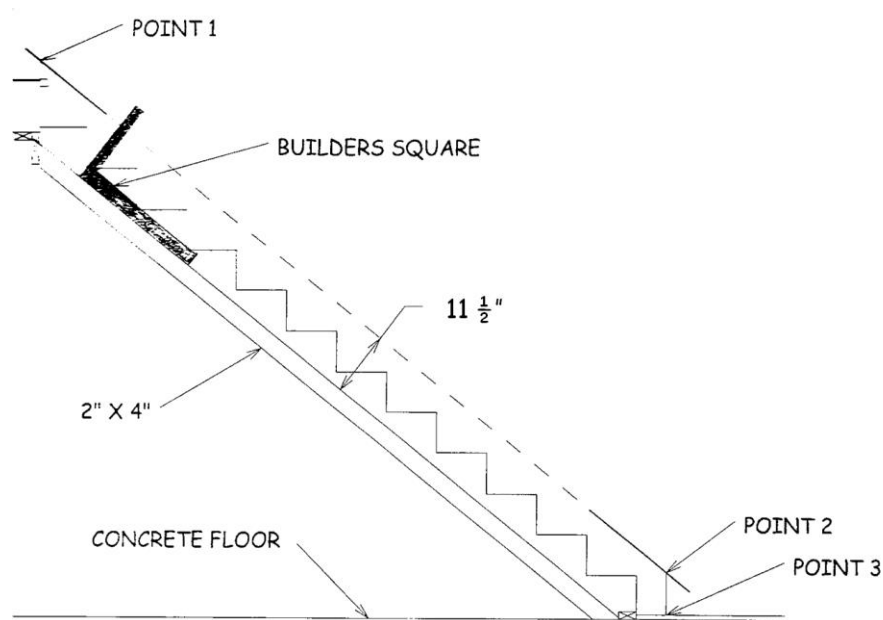 POINT 1
BUILDERS SQUARE
11 1/2"
2" X 4"
CONCRETE FLOOR
POINT 2
POINT 3